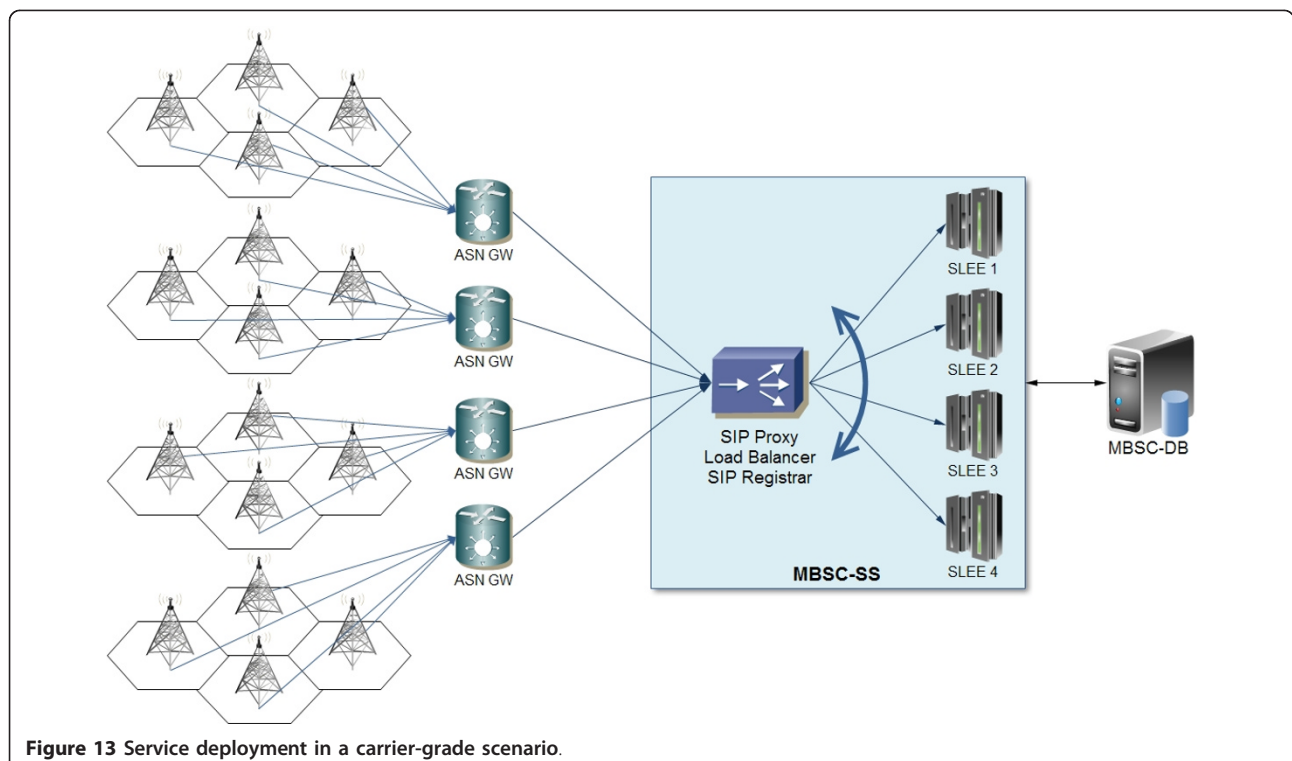 ASN GW
ASN GW
ASN GW
ASN GW
SIP Proxy
Load Balancer
SIP Registrar
SLEE 1
SLEE 2
SLEE 3
SLEE 4
MBSC-SS
MBSC-DB
Figure 13 Service deployment in a carrier-grade scenario.